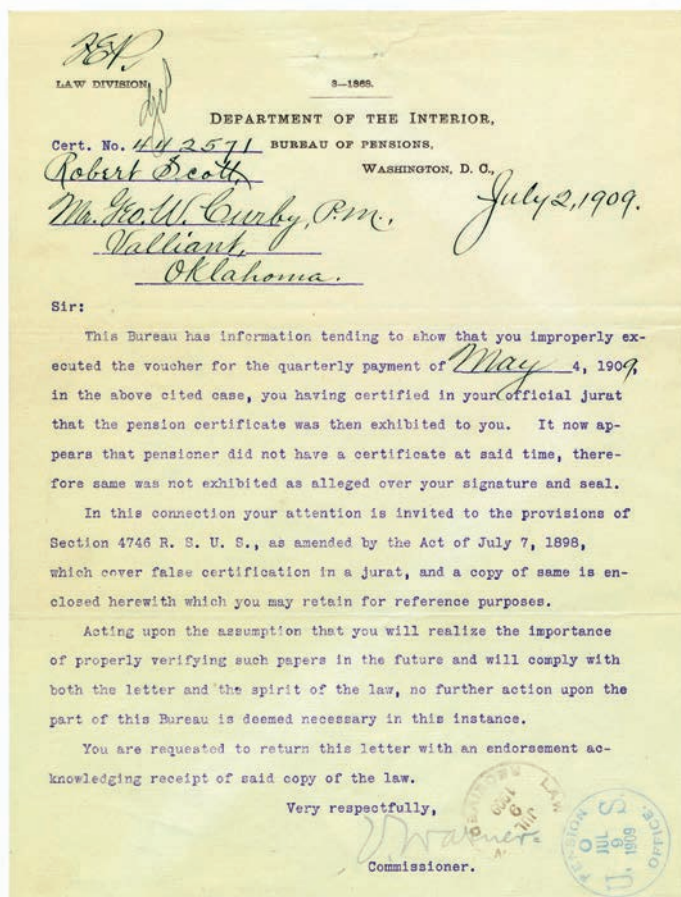 LAW DIVISION
3—1868.
DEPARTMENT OF THE INTERIOR,
Cert. No. 442571 BUREAU OF PENSIONS,
Robert Scott, WASHINGTON, D. C.,
July 2, 1909.
Mr. Geo. W. Curby, P.M.,
Valliant,
Oklahoma.
Sir:
This Bureau has information tending to show that you improperly ex-
ecuted the voucher for the quarterly payment of May 4, 1909,
in the above cited case, you having certified in your official jurat
that the pension certificate was then exhibited to you. It now ap-
pears that pensioner did not have a certificate at said time, there-
fore same was not exhibited as alleged over your signature and seal.
In this connection your attention is invited to the provisions of
Section 4746 R. S. U. S., as amended by the Act of July 7, 1898,
which cover false certification in a jurat, and a copy of same is en-
closed herewith which you may retain for reference purposes.
Acting upon the assumption that you will realize the importance
of properly verifying such papers in the future and will comply with
both the letter and the spirit of the law, no further action upon the
part of this Bureau is deemed necessary in this instance.
You are requested to return this letter with an endorsement ac-
knowledging receipt of said copy of the law.
Very respectfully,
V. Warner
Commissioner.
LAW
JUL 9 1909
U. S. PENSION OFFICE.
JUL 9 1909